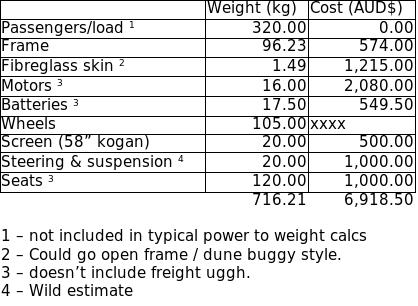 Weight (kg) Cost (AUD$)
Passengers/load ¹ 320.00 0.00
Frame 96.23 574.00
Fibreglass skin ² 1.49 1,215.00
Motors ³ 16.00 2,080.00
Batteries ³ 17.50 549.50
Wheels 105.00 xxxx
Screen (58” kogan) 20.00 500.00
Steering & suspension ⁴ 20.00 1,000.00
Seats ³ 120.00 1,000.00
716.21 6,918.50
1 – not included in typical power to weight calcs
2 – Could go open frame / dune buggy style.
3 – doesn’t include freight uggh.
4 – Wild estimate